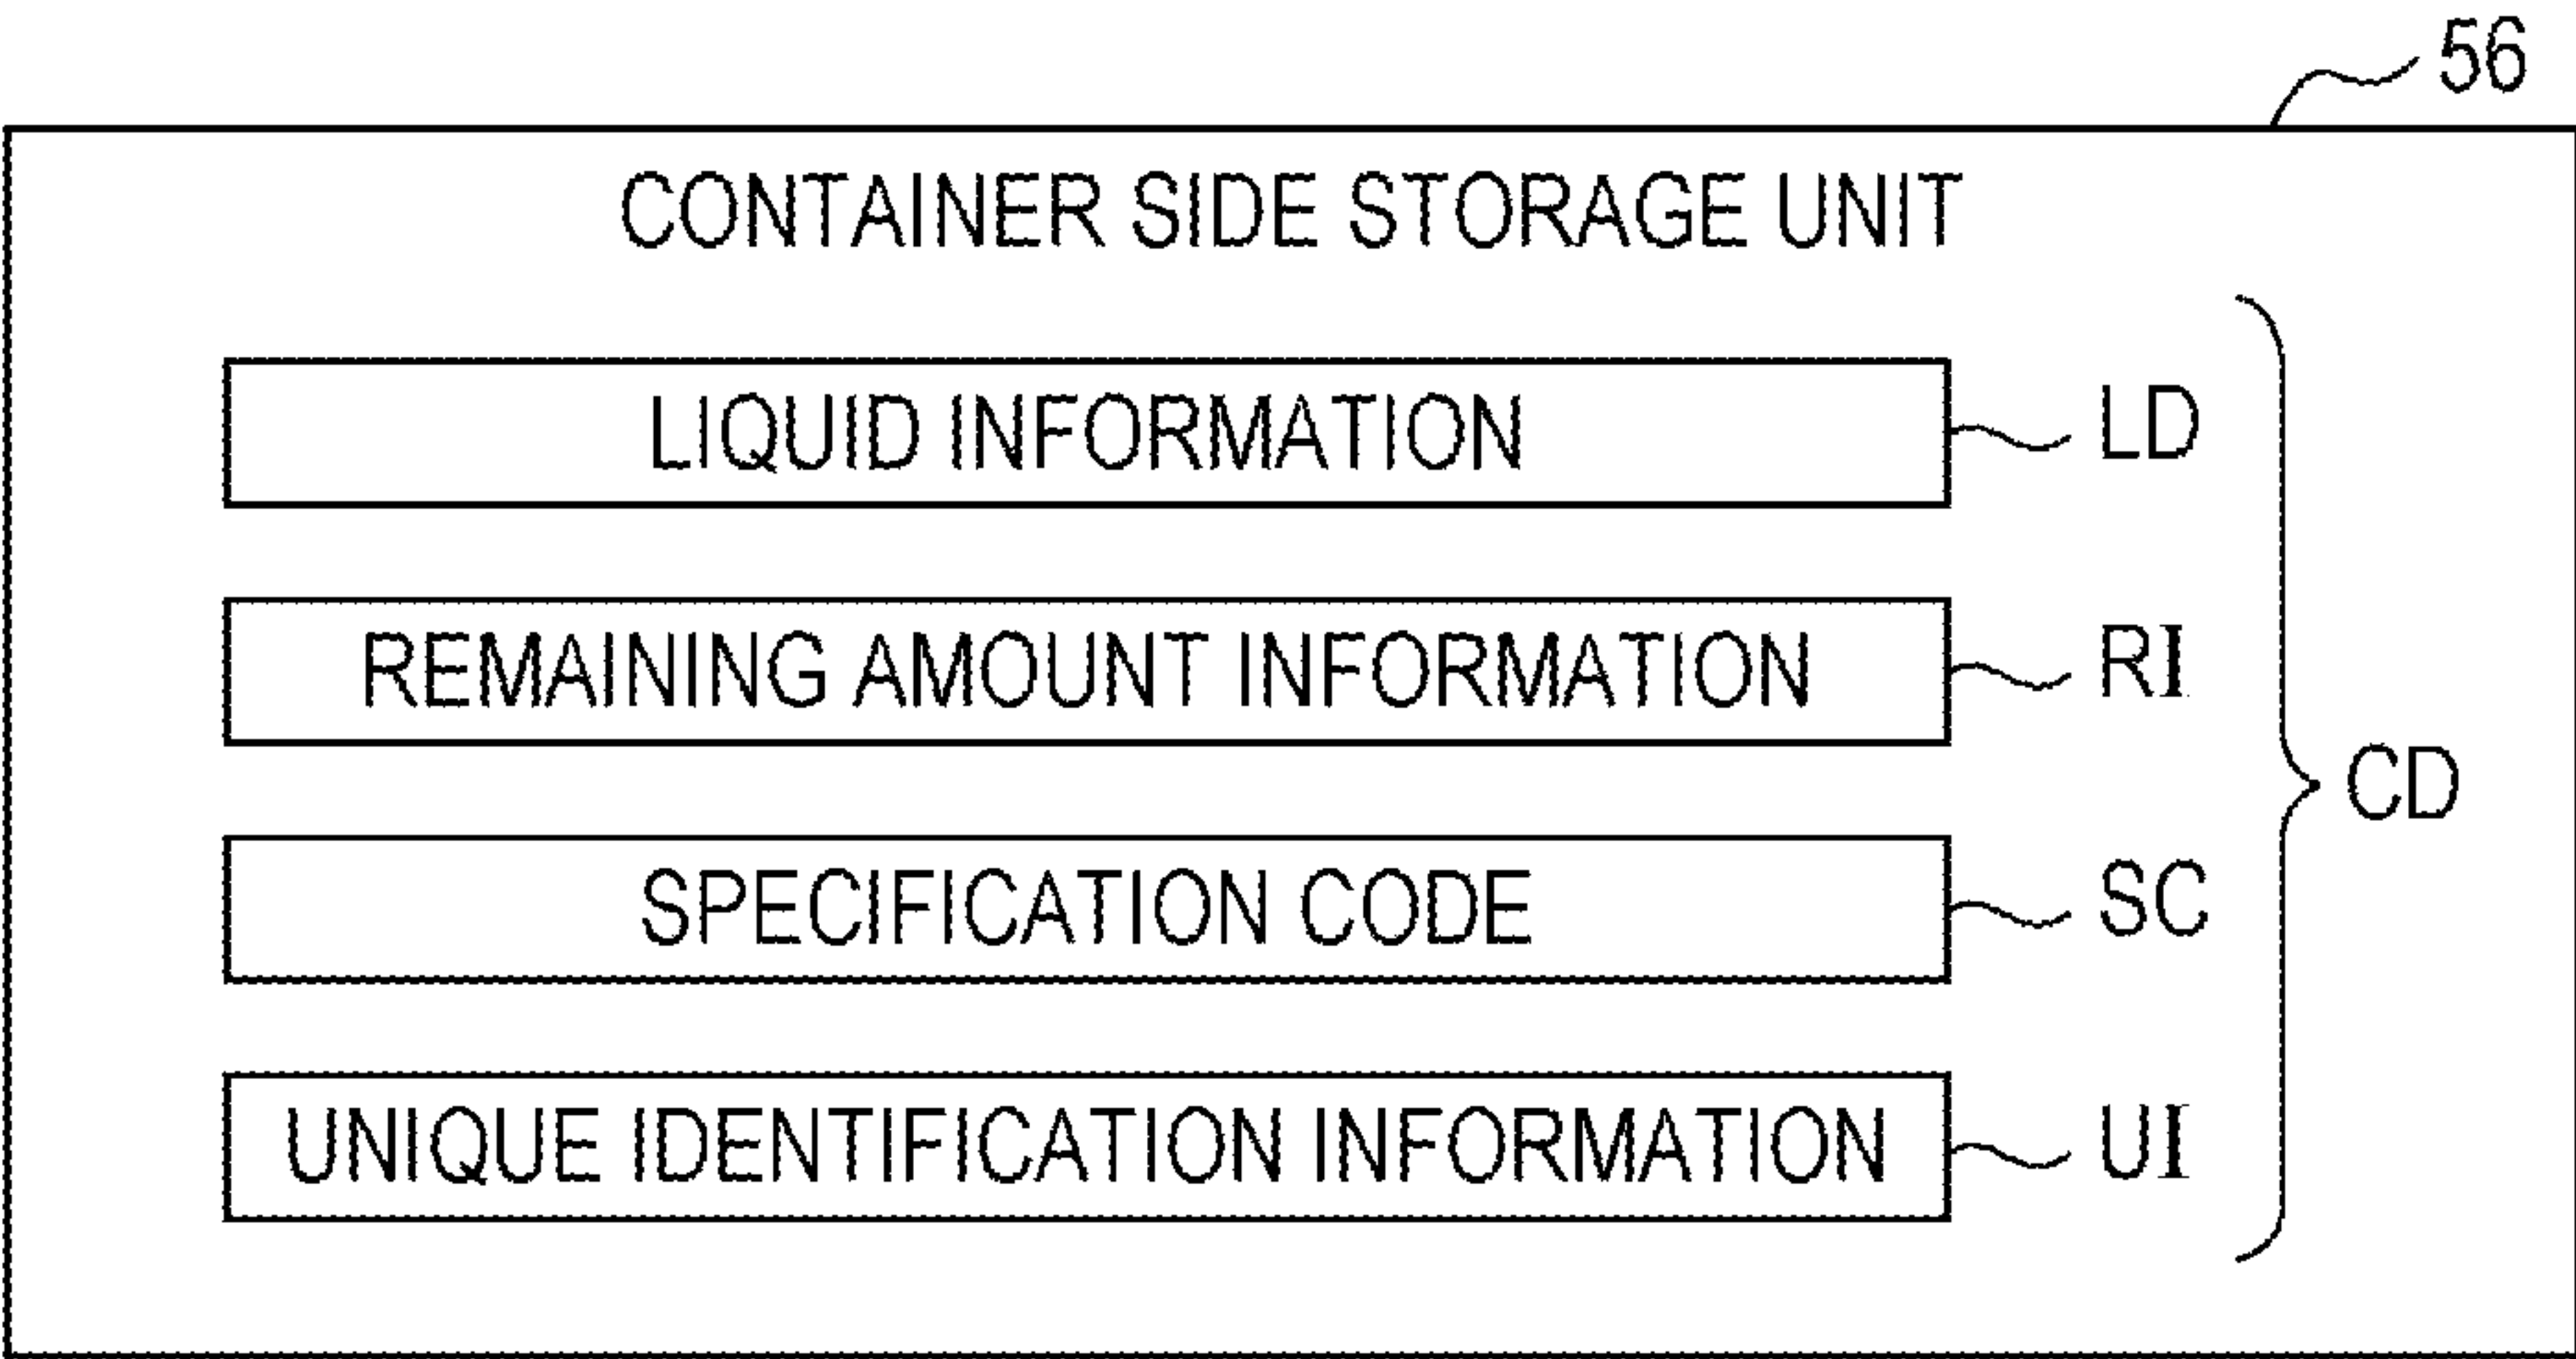 56
CONTAINER SIDE STORAGE UNIT
LIQUID INFORMATION LD
REMAINING AMOUNT INFORMATION RI
CD
SPECIFICATION CODE SC
UNIQUE IDENTIFICATION INFORMATION UI